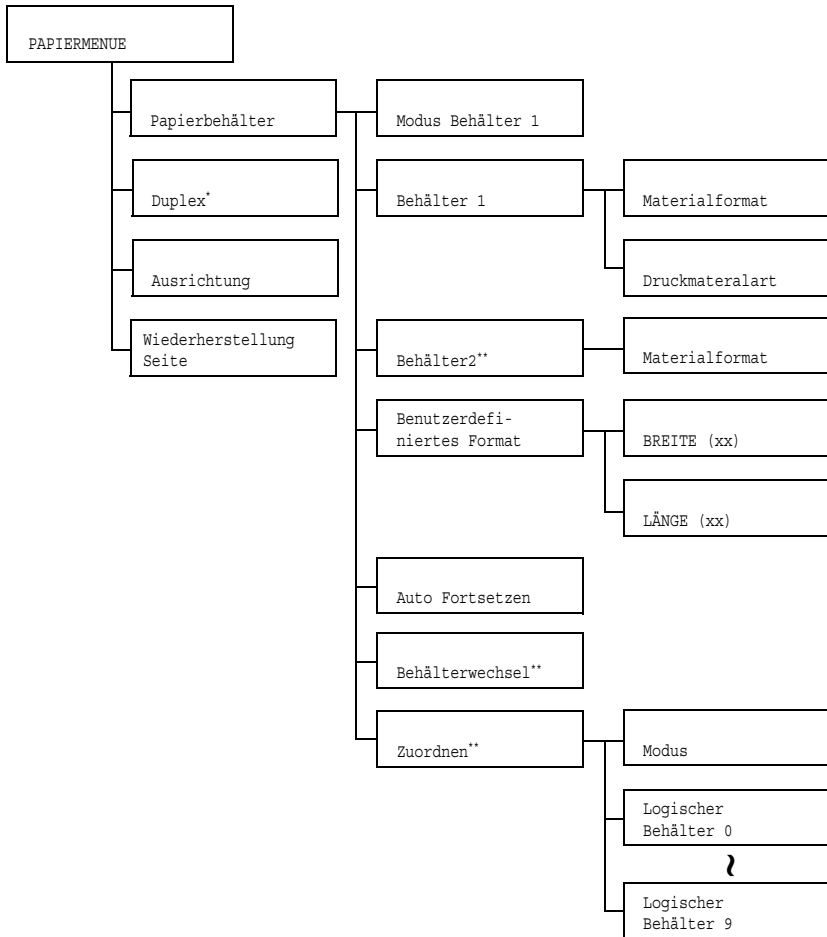 PAPIERMENUE
Papierbehälter
Modus Behälter 1
Duplex*
Behälter 1
Materialformat
Ausrichtung
Druckmateralart
Wiederherstellung
Seite
Behälter2**
Materialformat
Benutzerdefi-
niertes Format
BREITE (xx)
LÄNGE (xx)
Auto Fortsetzen
Behälterwechsel**
Zuordnen**
Modus
Logischer
Behälter 0
~
Logischer
Behälter 9